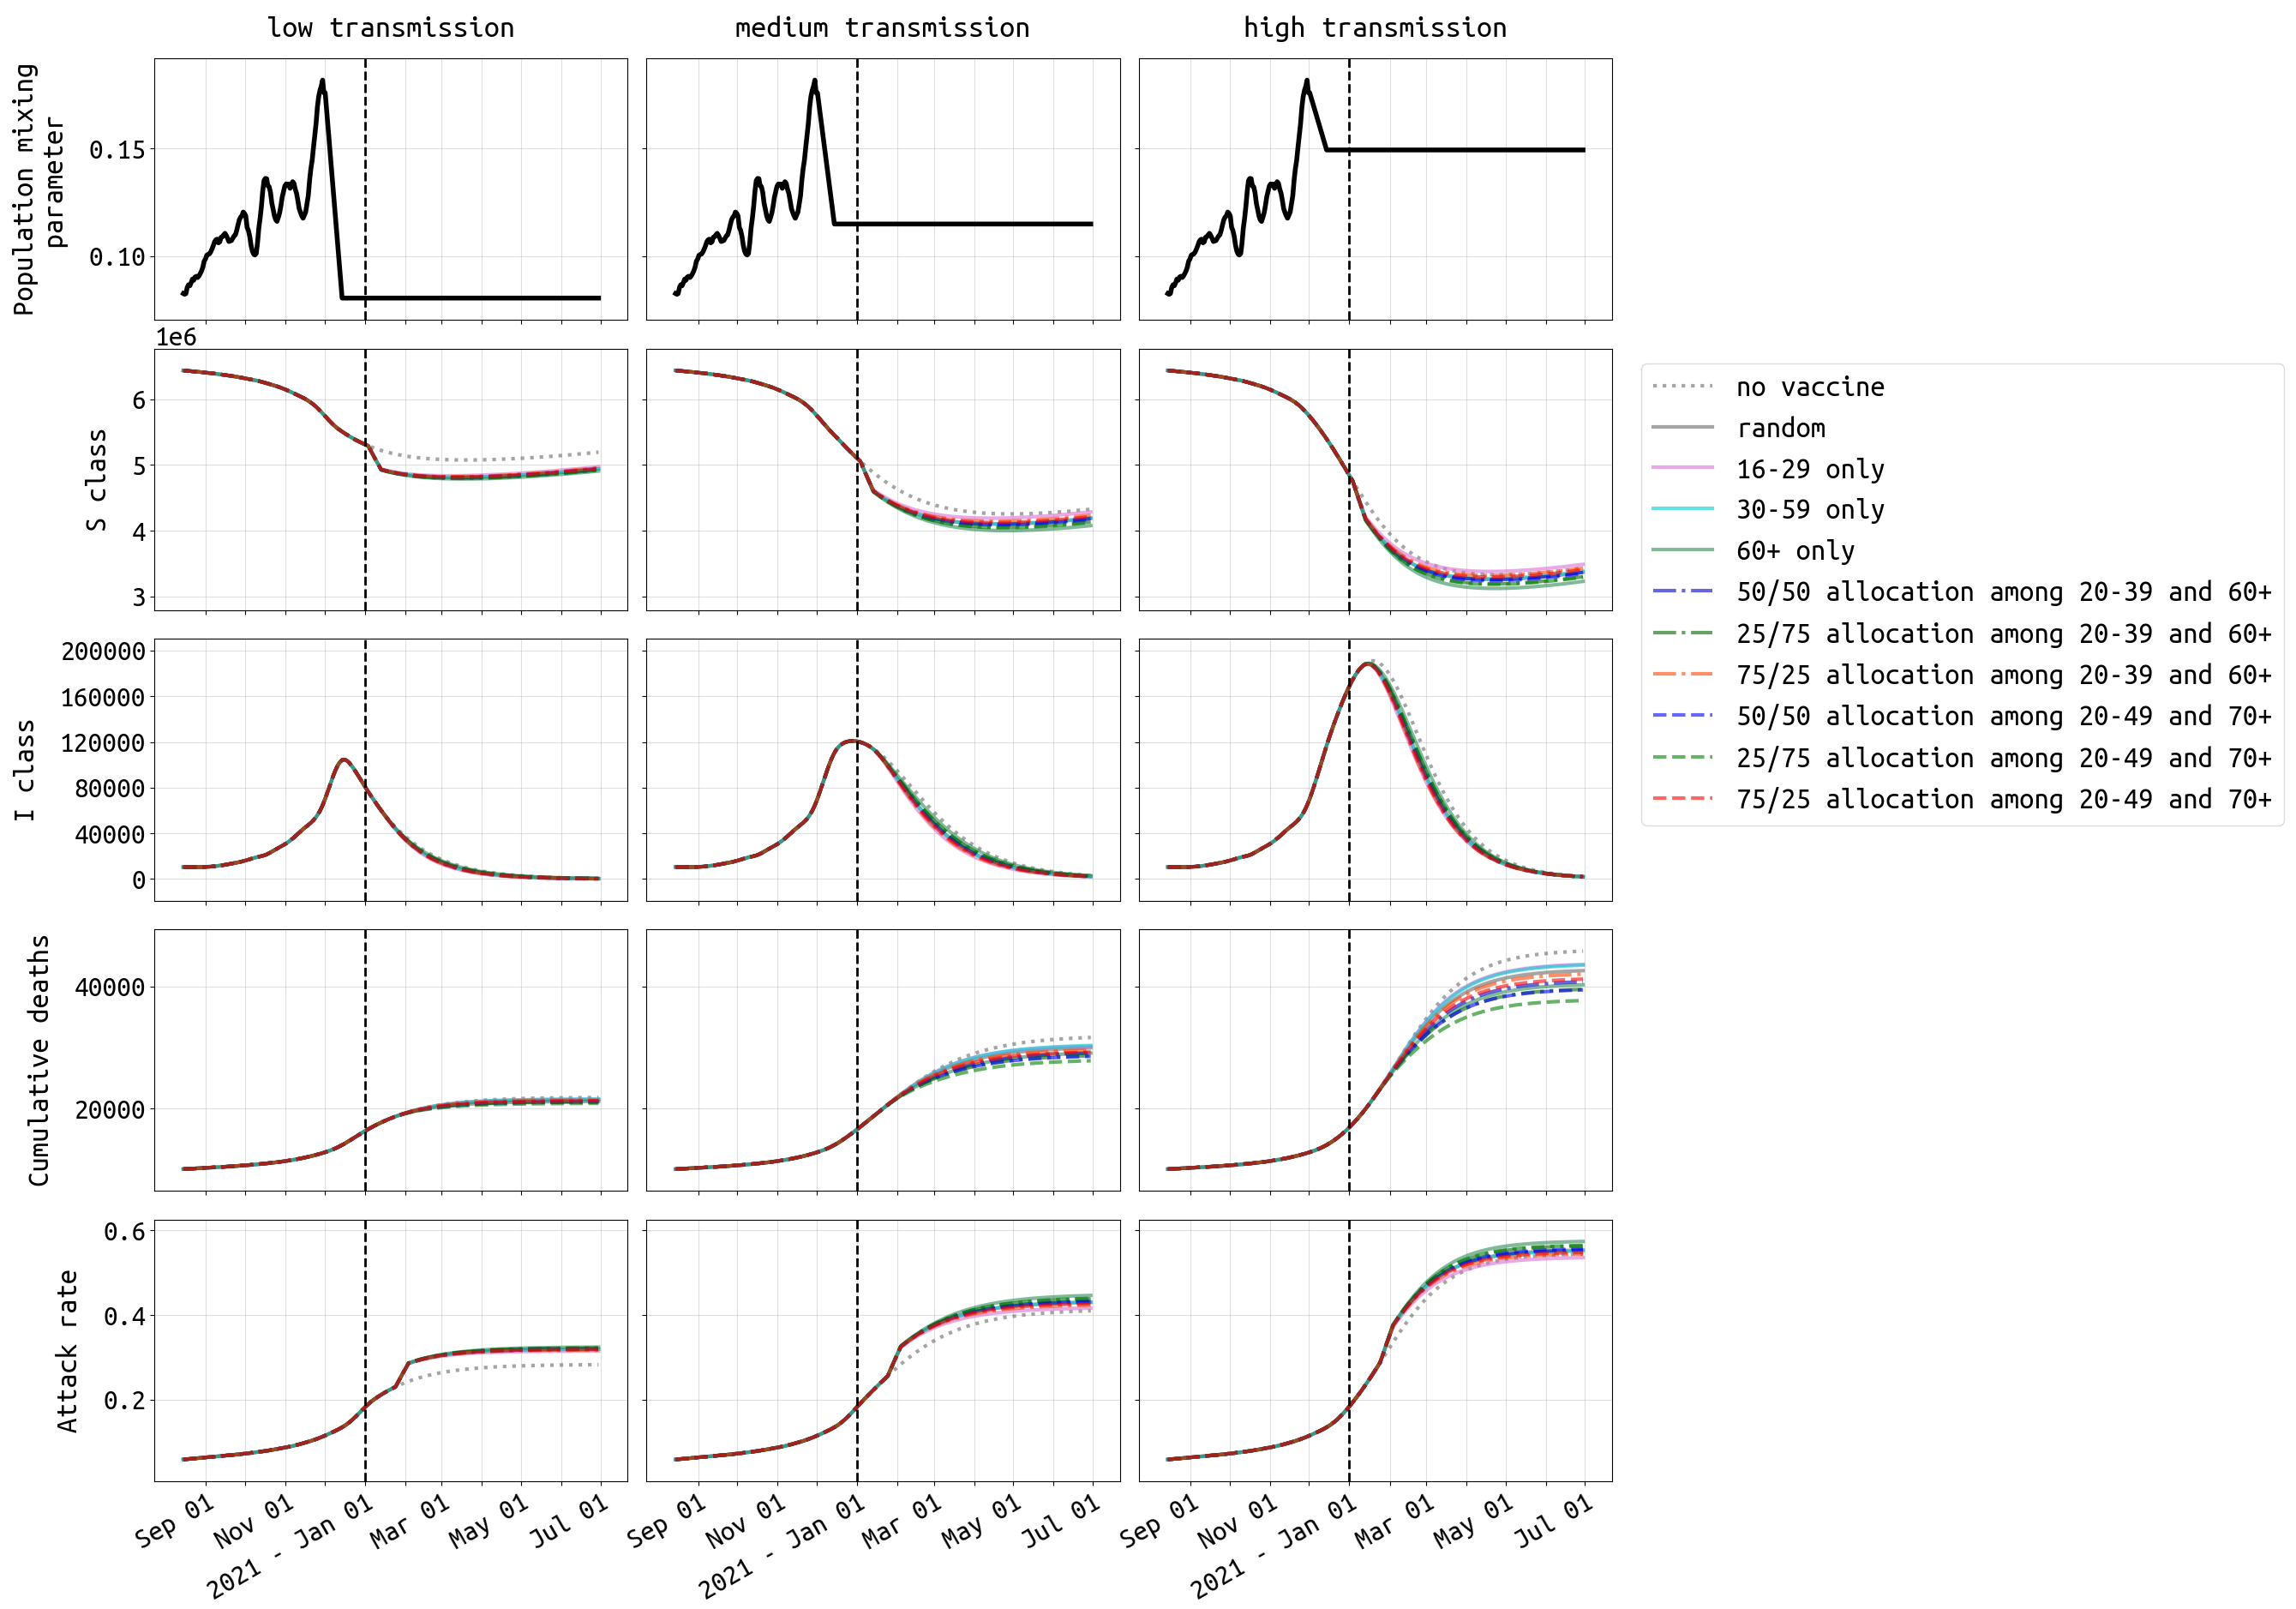 low transmission
medium transmission
high transmission
Population mixing
parameter
0.15
0.10
1e6
S class
6
5
4
3
I class
200000
160000
120000
80000
40000
0
Cumulative deaths
40000
20000
Attack rate
0.6
0.4
0.2
Sep 01
Nov 01
2021 - Jan 01
Mar 01
May 01
Jul 01
Sep 01
Nov 01
2021 - Jan 01
Mar 01
May 01
Jul 01
Sep 01
Nov 01
2021 - Jan 01
Mar 01
May 01
Jul 01
no vaccine
random
16-29 only
30-59 only
60+ only
50/50 allocation among 20-39 and 60+
25/75 allocation among 20-39 and 60+
75/25 allocation among 20-39 and 60+
50/50 allocation among 20-49 and 70+
25/75 allocation among 20-49 and 70+
75/25 allocation among 20-49 and 70+